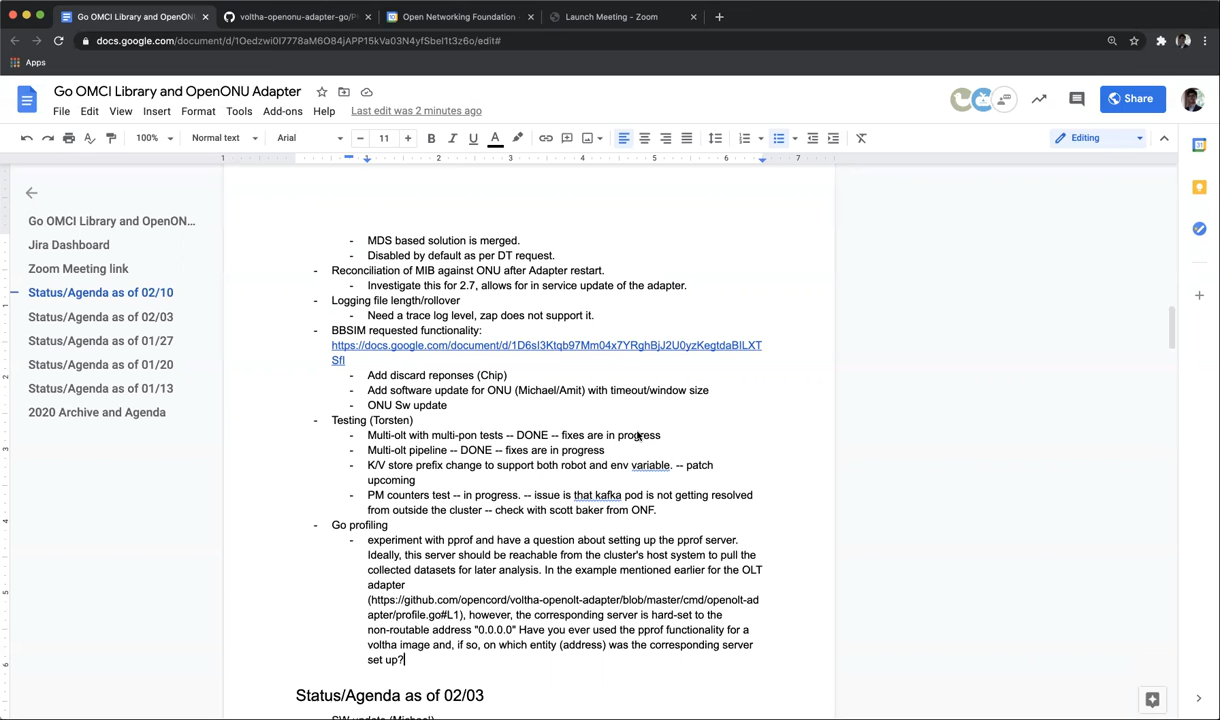 Go OMCI Library and OpenONU
voltha-openonu-adapter-go/P
Open Networking Foundation -
Launch Meeting - Zoom
docs.google.com/document/d/1Oedzwi0I7778aM6O84jAPP15kVa03N4yfSbeI1t3z6o/edit#
Apps
Go OMCI Library and OpenONU Adapter
File Edit View Insert Format Tools Add-ons Help Last edit was 2 minutes ago
Share
100% Normal text Arial 11 Editing
1 1 2 3 4 5 6 7
Go OMCI Library and OpenON...
Jira Dashboard
Zoom Meeting link
Status/Agenda as of 02/10
Status/Agenda as of 02/03
Status/Agenda as of 01/27
Status/Agenda as of 01/20
Status/Agenda as of 01/13
2020 Archive and Agenda
- MDS based solution is merged.
- Disabled by default as per DT request.
- Reconciliation of MIB against ONU after Adapter restart.
- Investigate this for 2.7, allows for in service update of the adapter.
- Logging file length/rollover
- Need a trace log level, zap does not support it.
- BBSIM requested functionality:
https://docs.google.com/document/d/1D6sI3Ktqb97Mm04x7YRghBjJ2U0yzKegtdaBILXT
SfI
- Add discard reponses (Chip)
- Add software update for ONU (Michael/Amit) with timeout/window size
- ONU Sw update
- Testing (Torsten)
- Multi-olt with multi-pon tests -- DONE -- fixes are in progress
- Multi-olt pipeline -- DONE -- fixes are in progress
- K/V store prefix change to support both robot and env variable. -- patch
upcoming
- PM counters test -- in progress. -- issue is that kafka pod is not getting resolved
from outside the cluster -- check with scott baker from ONF.
- Go profiling
- experiment with pprof and have a question about setting up the pprof server.
Ideally, this server should be reachable from the cluster's host system to pull the
collected datasets for later analysis. In the example mentioned earlier for the OLT
adapter
(https://github.com/opencord/voltha-openolt-adapter/blob/master/cmd/openolt-ad
apter/profile.go#L1), however, the corresponding server is hard-set to the
non-routable address "0.0.0.0" Have you ever used the pprof functionality for a
voltha image and, if so, on which entity (address) was the corresponding server
set up?
Status/Agenda as of 02/03